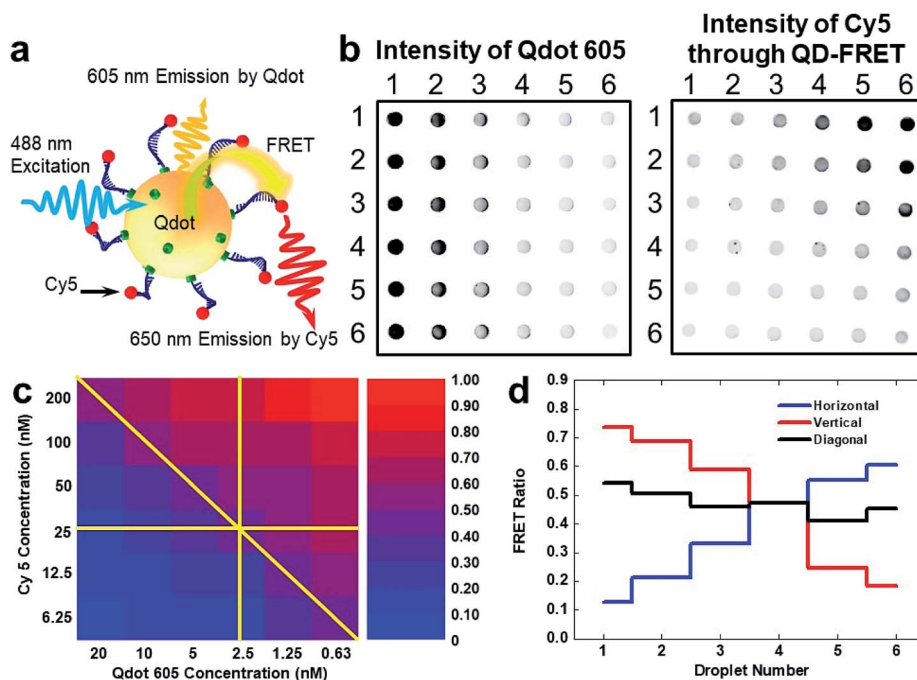 a
605 nm Emission by Qdot
488 nm
Excitation
FRET
Qdot
Cy5
650 nm Emission by Cy5
b
Intensity of Qdot 605
1 2 3 4 5 6
1
2
3
4
5
6
Intensity of Cy5
through QD-FRET
1 2 3 4 5 6
1
2
3
4
5
6
c
Cy 5 Concentration (nM)
200
100
50
25
12.5
6.25
20 10 5 2.5 1.25 0.63
Qdot 605 Concentration (nM)
1.00
0.90
0.80
0.70
0.60
0.50
0.40
0.30
0.20
0.10
0
d
FRET Ratio
0.9
0.8
0.7
0.6
0.5
0.4
0.3
0.2
0.1
0.0
Horizontal
Vertical
Diagonal
1 2 3 4 5 6
Droplet Number